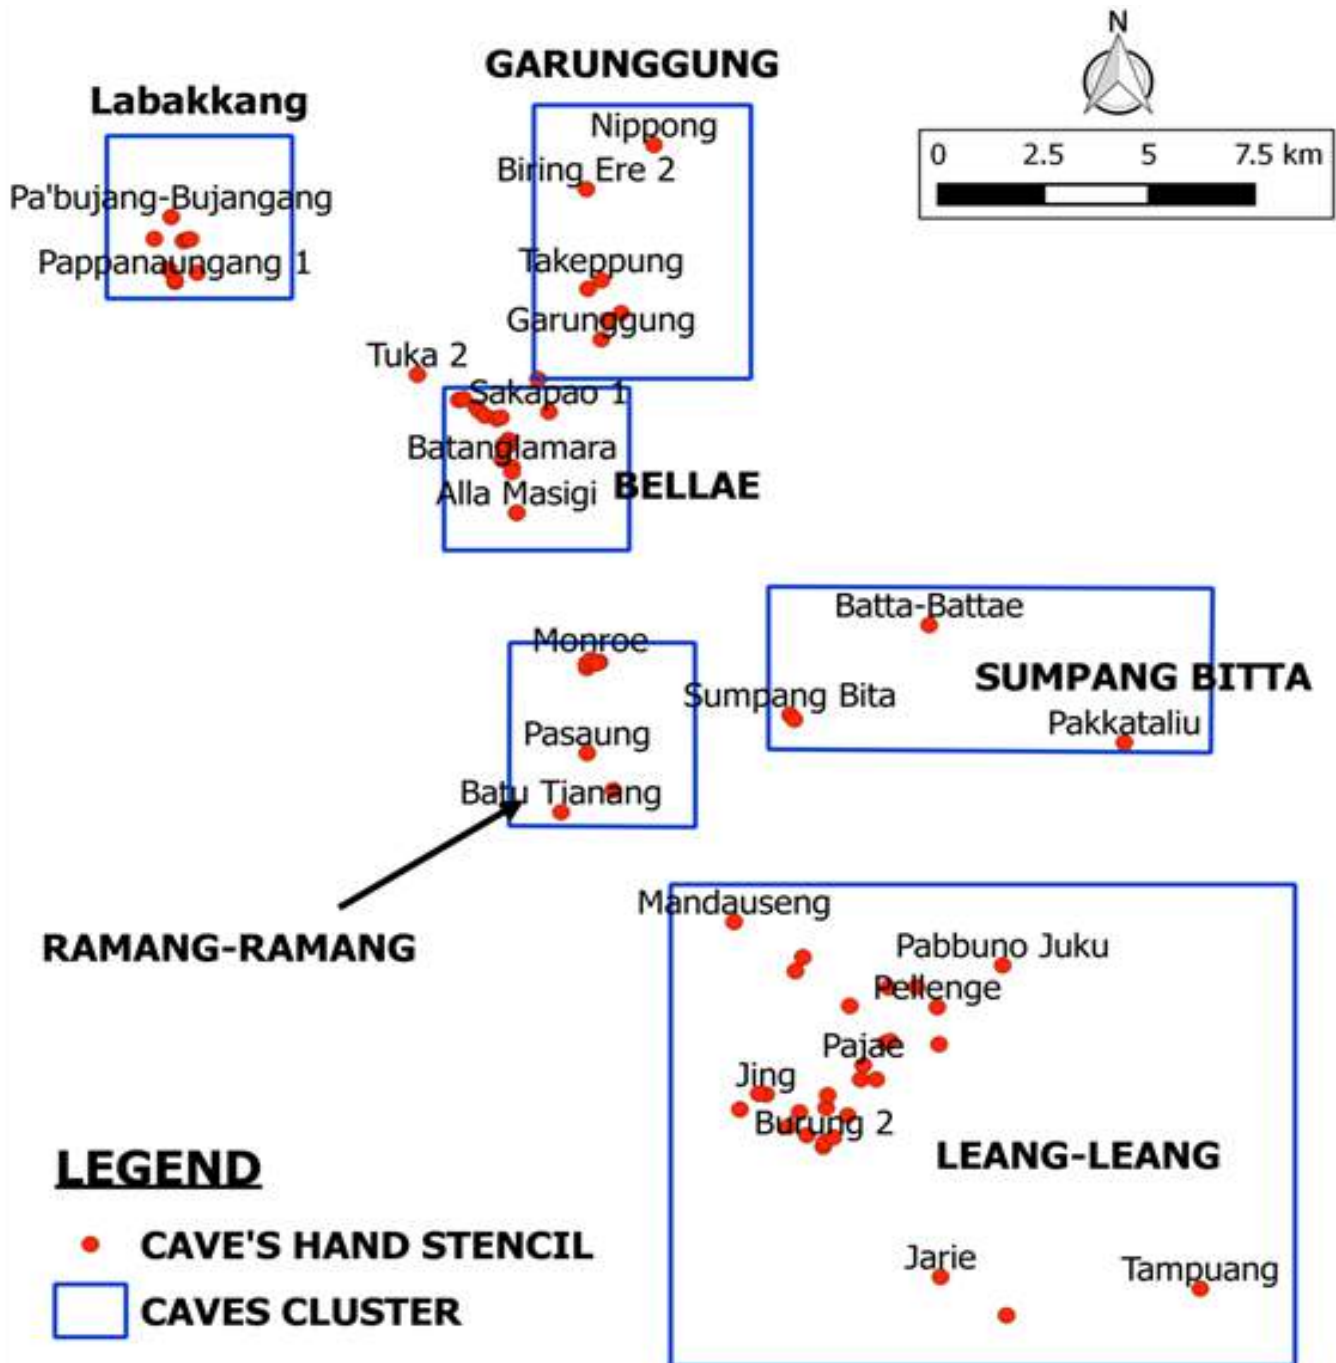 N
GARUNGGUNG
Labakkang
Nippong
0 2.5 5 7.5 km
Biring Ere 2
Pa'bujang-Bujangang
Takeppung
Pappanaungang 1
Garunggung
Tuka 2
Sakapao 1
Batanglamara
BELLAE
Alla Masigi
Batta-Battae
Monroe
SUMPANG BITTA
Sumpang Bita
Pakkataliu
Pasaung
Batu Tianang
Mandauseng
RAMANG-RAMANG
Pabbuno Juku
Pellenge
Pajae
Jing
Burung 2
LEANG-LEANG
LEGEND
CAVE'S HAND STENCIL
Jarie
Tampuang
CAVES CLUSTER